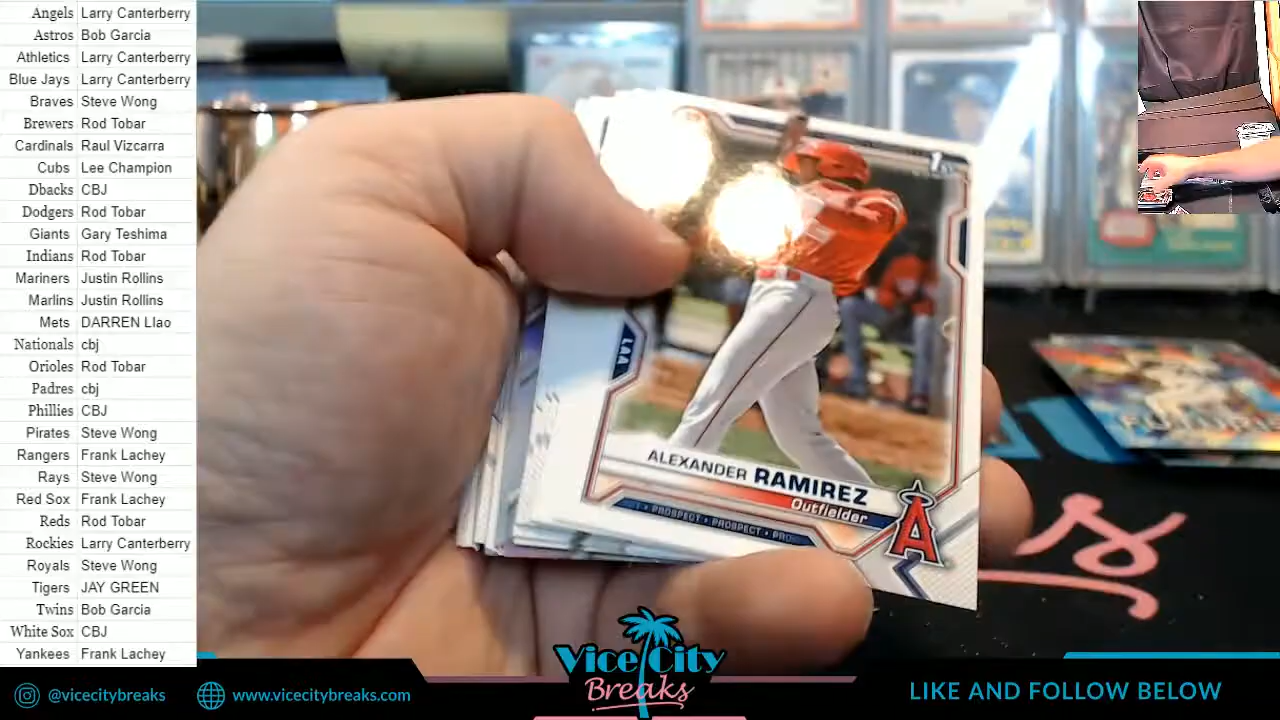 Angels Larry Canterberry
Astros Bob Garcia
Athletics Larry Canterberry
Blue Jays Larry Canterberry
Braves Steve Wong
Brewers Rod Tobar
Cardinals Raul Vizcarra
Cubs Lee Champion
Dbacks CBJ
Dodgers Rod Tobar
Giants Gary Teshima
Indians Rod Tobar
Mariners Justin Rollins
Marlins Justin Rollins
Mets DARREN LIao
Nationals cbj
Orioles Rod Tobar
Padres cbj
Phillies CBJ
Pirates Steve Wong
Rangers Frank Lachey
Rays Steve Wong
Red Sox Frank Lachey
Reds Rod Tobar
Rockies Larry Canterberry
Royals Steve Wong
Tigers JAY GREEN
Twins Bob Garcia
White Sox CBJ
Yankees Frank Lachey
1st
LAA
ALEXANDER RAMIREZ
Outfielder
PROSPECT • PROSPECT • PRO
A
Vice City
Breaks
@vicecitybreaks
www.vicecitybreaks.com
LIKE AND FOLLOW BELOW